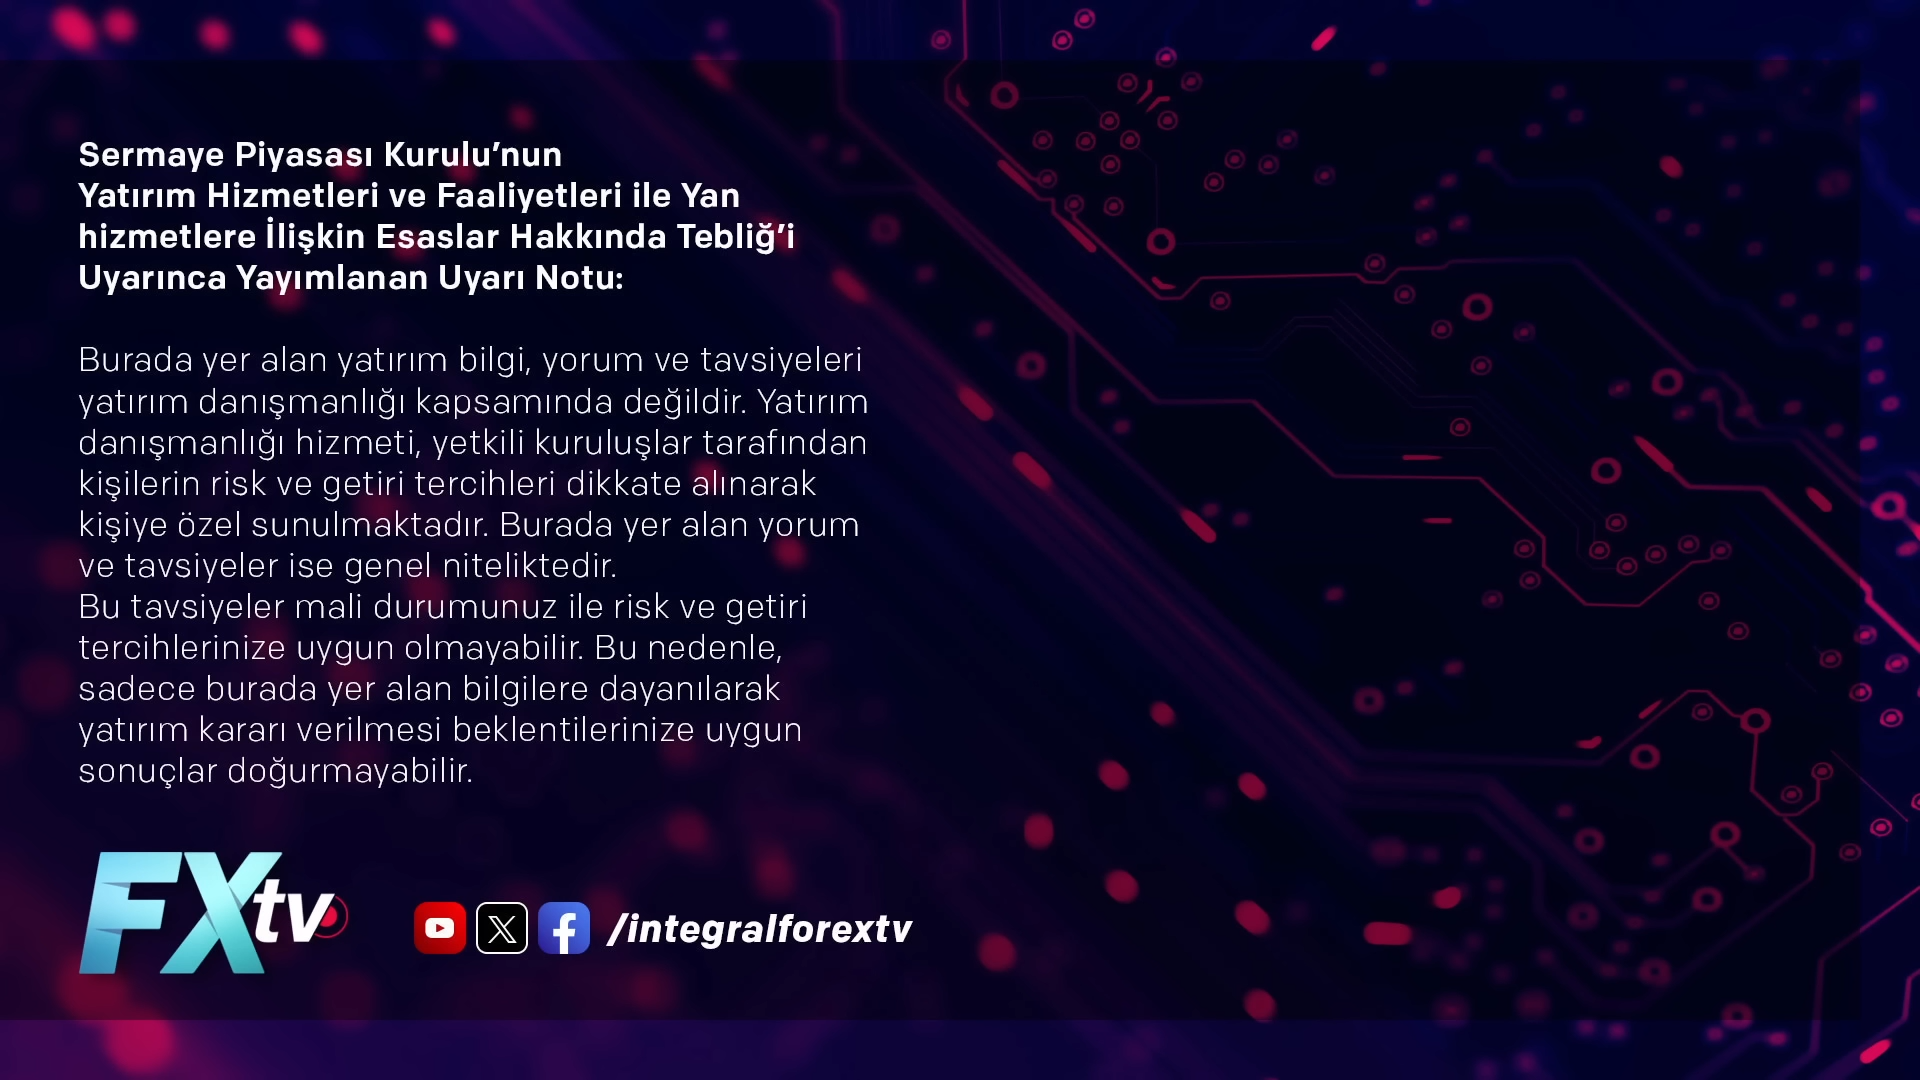 Sermaye Piyasası Kurulu’nun
Yatırım Hizmetleri ve Faaliyetleri ile Yan
hizmetlere İlişkin Esaslar Hakkında Tebliğ’i
Uyarınca Yayımlanan Uyarı Notu:
Burada yer alan yatırım bilgi, yorum ve tavsiyeleri
yatırım danışmanlığı kapsamında değildir. Yatırım
danışmanlığı hizmeti, yetkili kuruluşlar tarafından
kişilerin risk ve getiri tercihleri dikkate alınarak
kişiye özel sunulmaktadır. Burada yer alan yorum
ve tavsiyeler ise genel niteliktedir.
Bu tavsiyeler mali durumunuz ile risk ve getiri
tercihlerinize uygun olmayabilir. Bu nedenle,
sadece burada yer alan bilgilere dayanılarak
yatırım kararı verilmesi beklentilerinize uygun
sonuçlar doğurmayabilir.
FXtv
/integralforextv